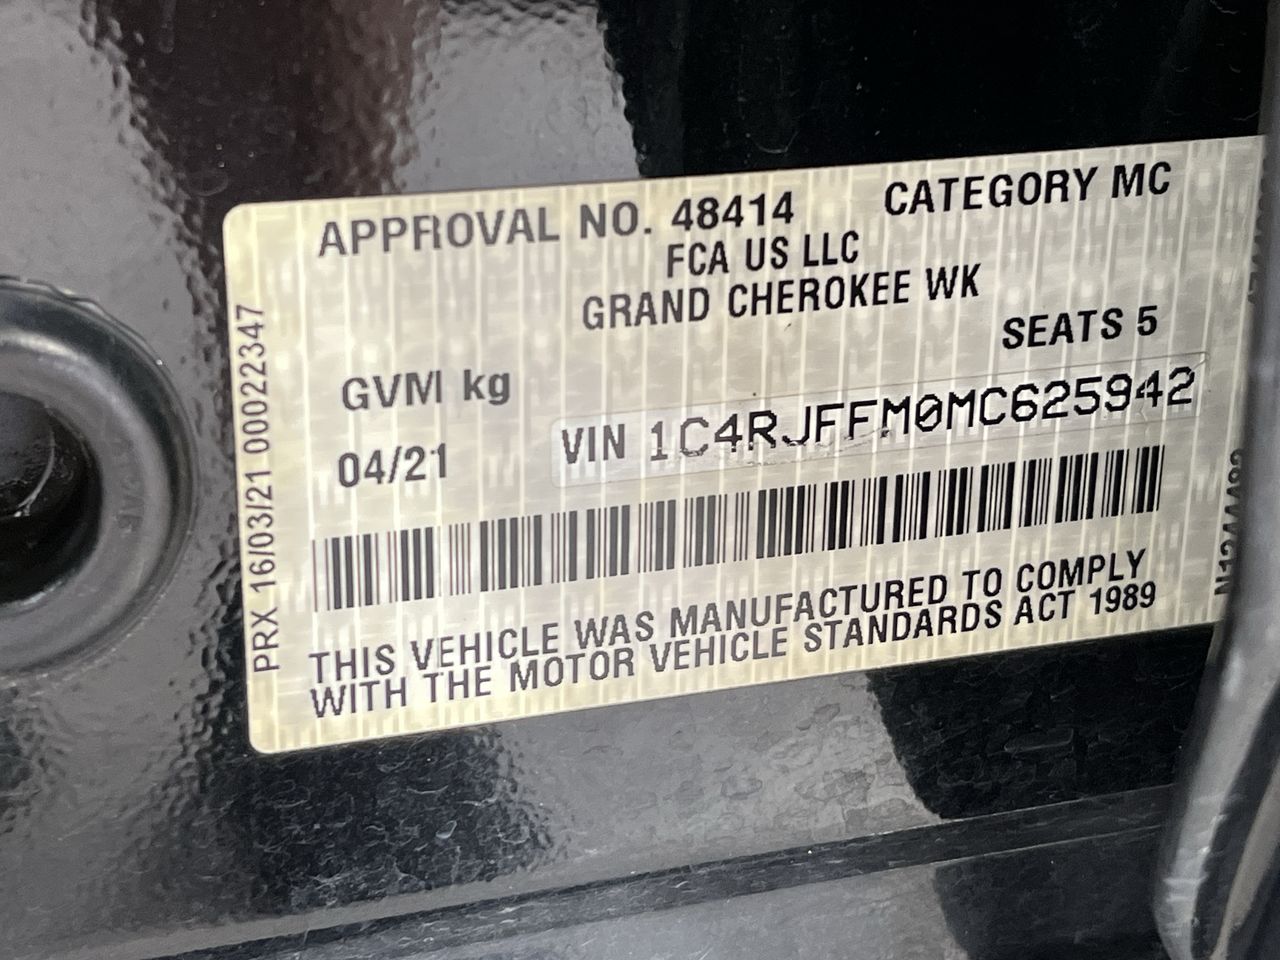 APPROVAL NO. 48414 CATEGORY MC
FCA US LLC
GRAND CHEROKEE WK
SEATS 5
GVM kg
04/21 VIN 1C4RJFFM0MC625942
THIS VEHICLE WAS MANUFACTURED TO COMPLY
WITH THE MOTOR VEHICLE STANDARDS ACT 1989
PRX 16/03/21 00022347